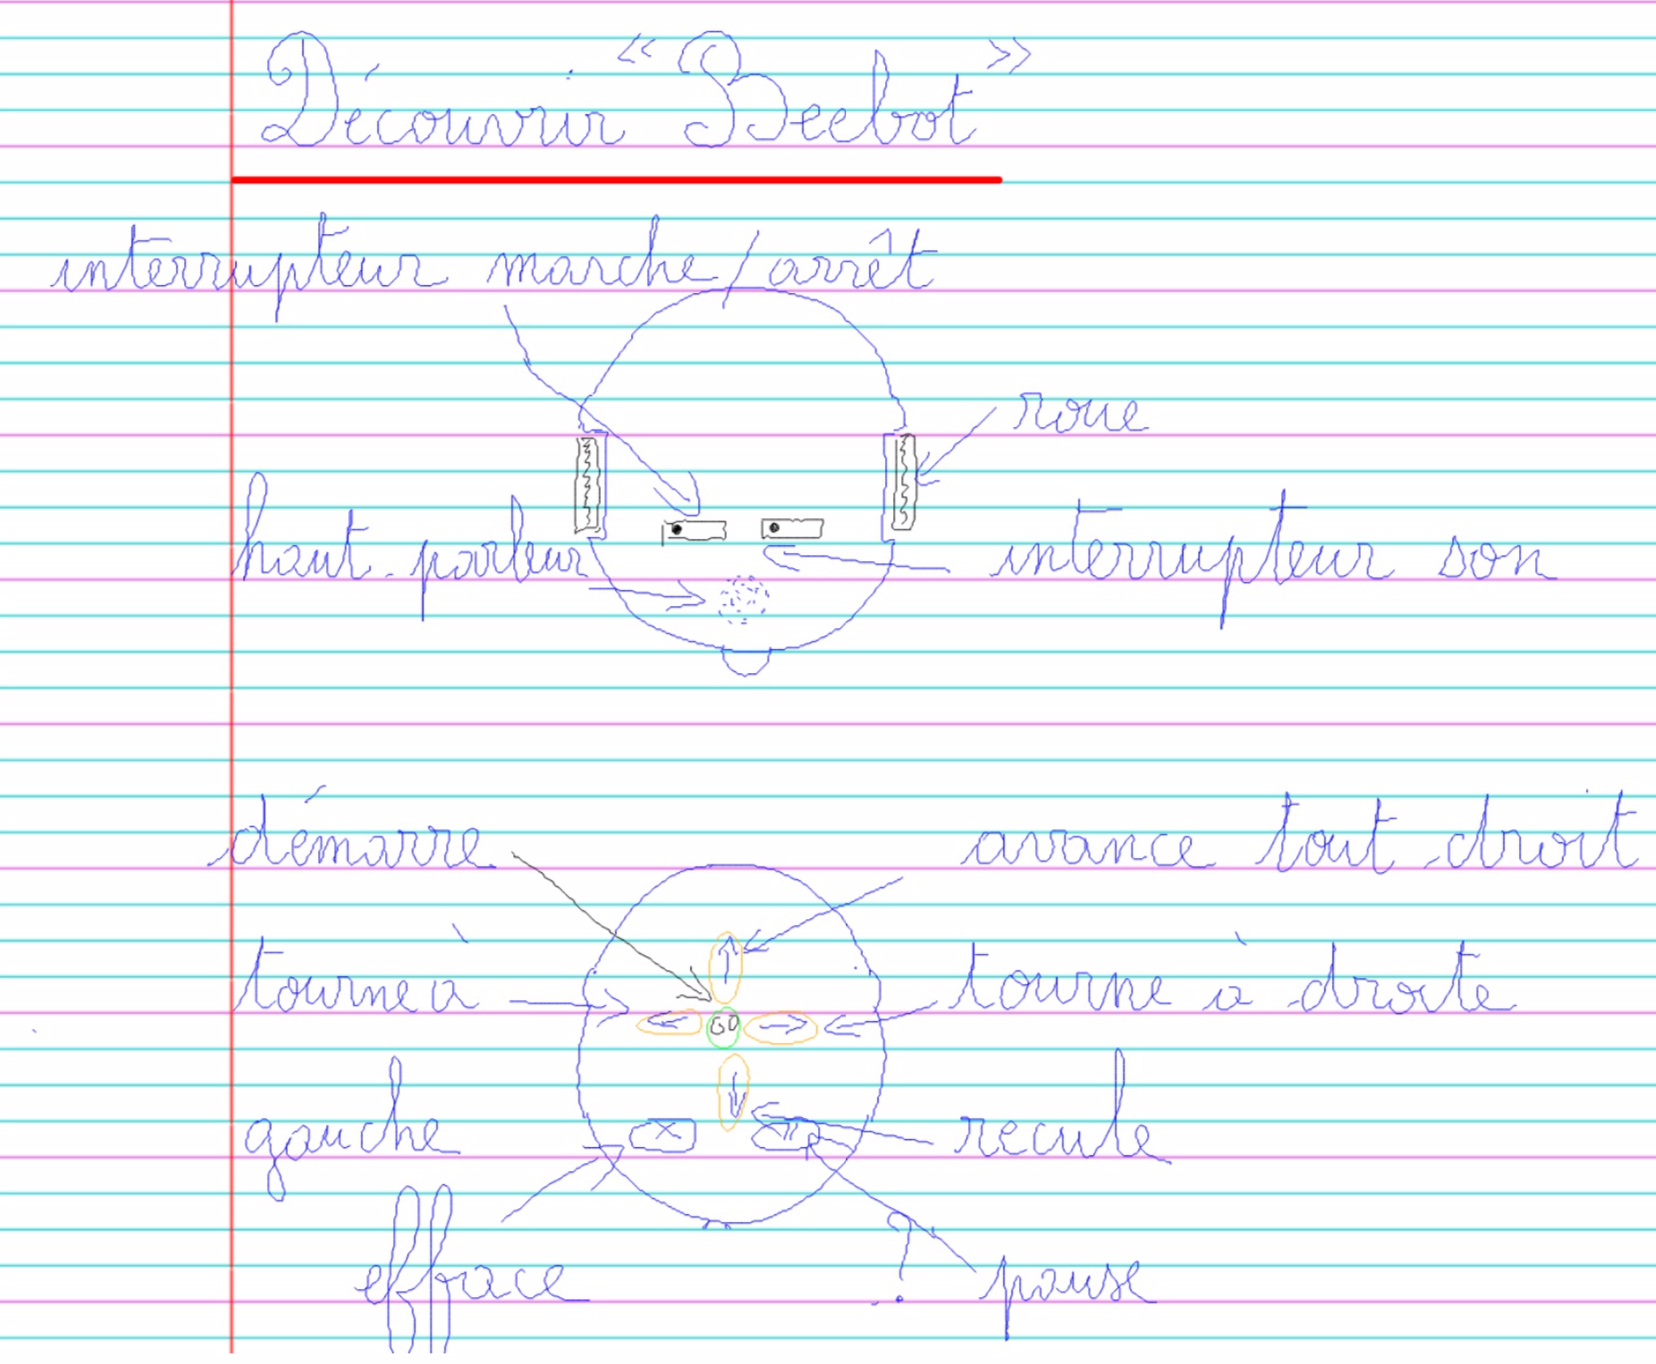 Découvrir « Beebot »
interrupteur marche/arrêt
roue
haut-parleur
interrupteur son
démarre
avance tout droit
tourne à
tourne à droite
GO
gauche
recule
efface
? pause